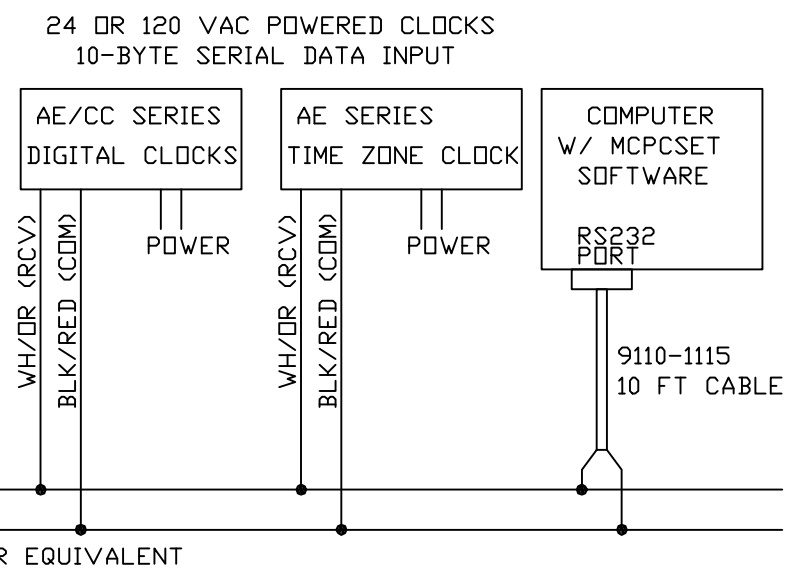 24 OR 120 VAC POWERED CLOCKS
10-BYTE SERIAL DATA INPUT
AE/CC SERIES
DIGITAL CLOCKS
AE SERIES
TIME ZONE CLOCK
COMPUTER
W/ MCPCSET
SOFTWARE
RS232
PORT
WH/OR (RCV)
BLK/RED (COM)
POWER
WH/OR (RCV)
BLK/RED (COM)
POWER
9110-1115
10 FT CABLE
R EQUIVALENT